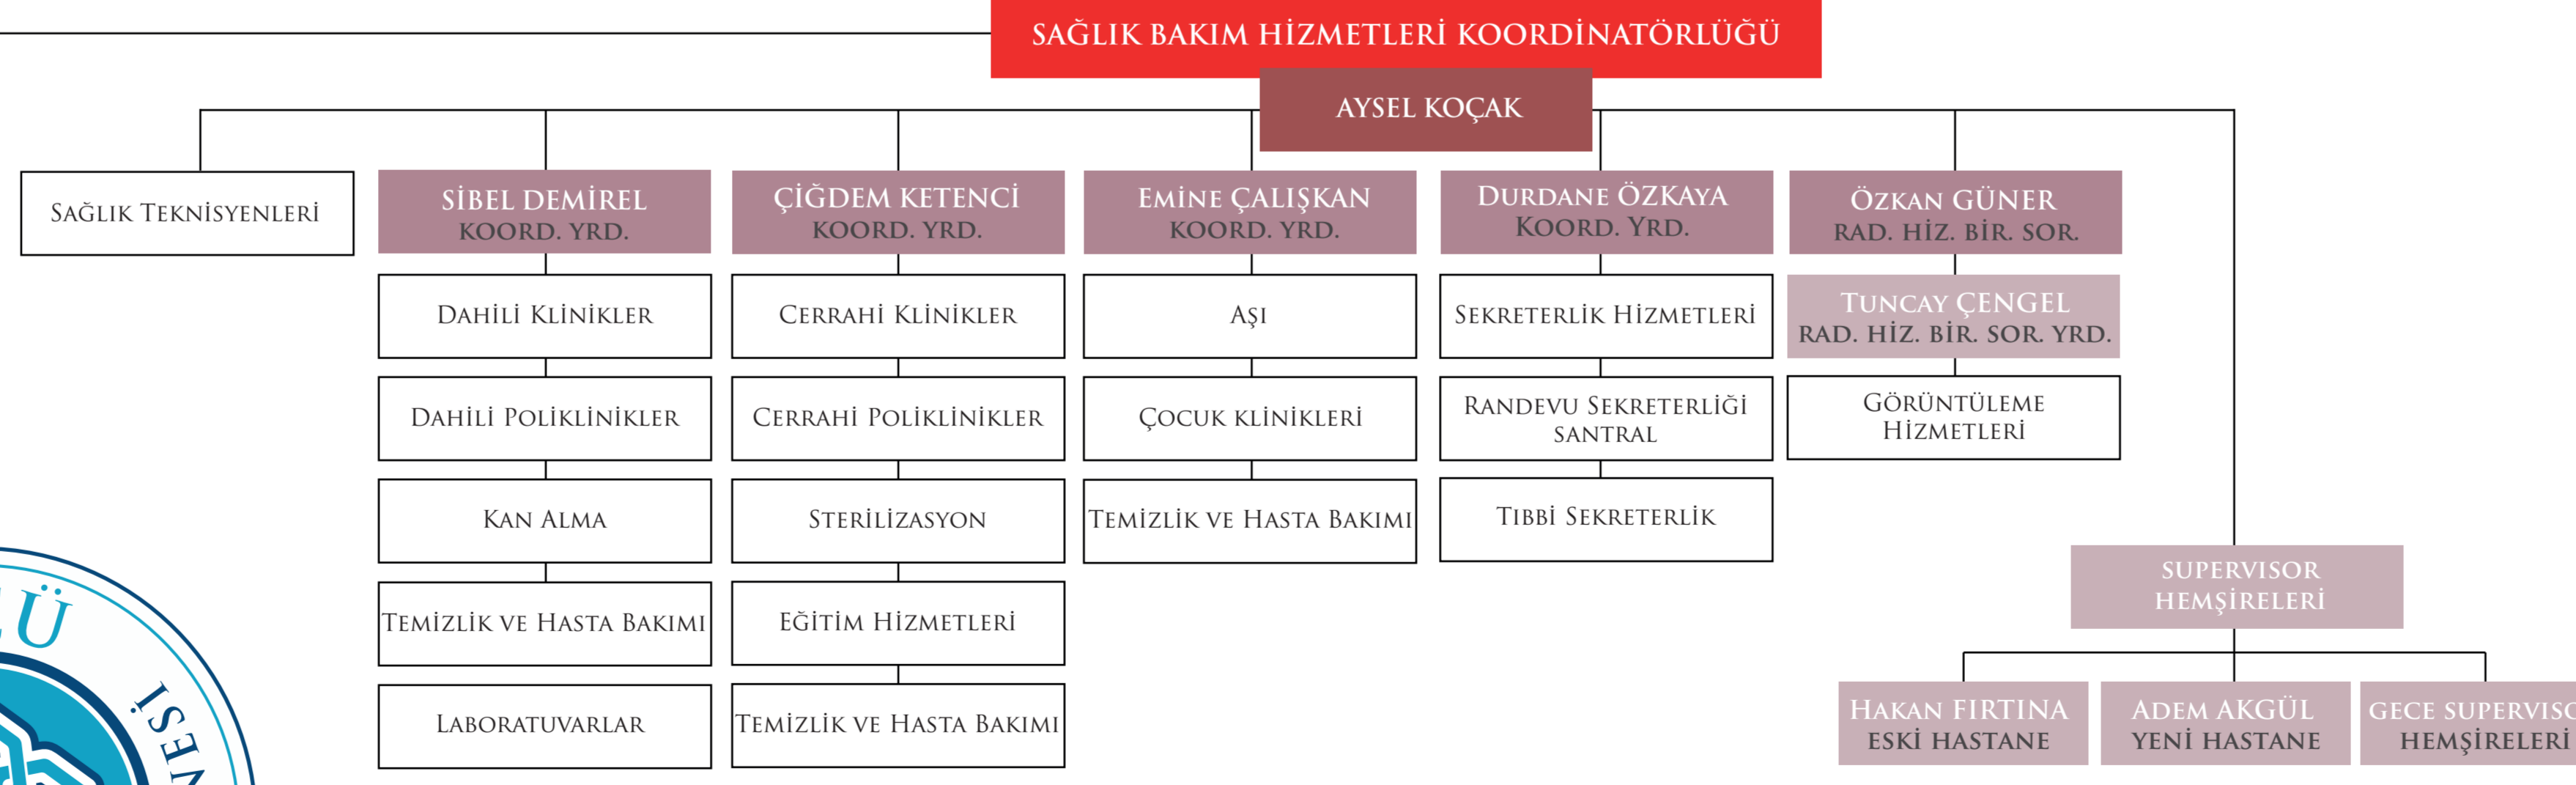 SAĞLIK BAKIM HİZMETLERİ KOORDİNATÖRLÜĞÜ
AYSEL KOÇAK
SAĞLIK TEKNİSYENLERİ
SİBEL DEMİREL
KOORD. YRD.
DAHİLİ KLİNİKLER
DAHİLİ POLİKLİNİKLER
KAN ALMA
TEMİZLİK VE HASTA BAKIMI
LABORATUVARLAR
ÇİĞDEM KETENCİ
KOORD. YRD.
CERRAHİ KLİNİKLER
CERRAHİ POLİKLİNİKLER
STERİLİZASYON
EĞİTİM HİZMETLERİ
TEMİZLİK VE HASTA BAKIMI
EMİNE ÇALIŞKAN
KOORD. YRD.
AŞI
ÇOCUK KLİNİKLERİ
TEMİZLİK VE HASTA BAKIMI
DURDANE ÖZKAYA
KOORD. YRD.
SEKRETERLİK HİZMETLERİ
RANDEVU SEKRETERLİĞİ
SANTRAL
TIBBİ SEKRETERLİK
ÖZKAN GÜNER
RAD. HİZ. BİR. SOR.
TUNCAY ÇENGEL
RAD. HİZ. BİR. SOR. YRD.
GÖRÜNTÜLEME
HİZMETLERİ
SUPERVISOR
HEMŞİRELERİ
HAKAN FIRTINA
ESKİ HASTANE
ADEM AKGÜL
YENİ HASTANE
GECE SUPERVISO
HEMŞİRELERİ